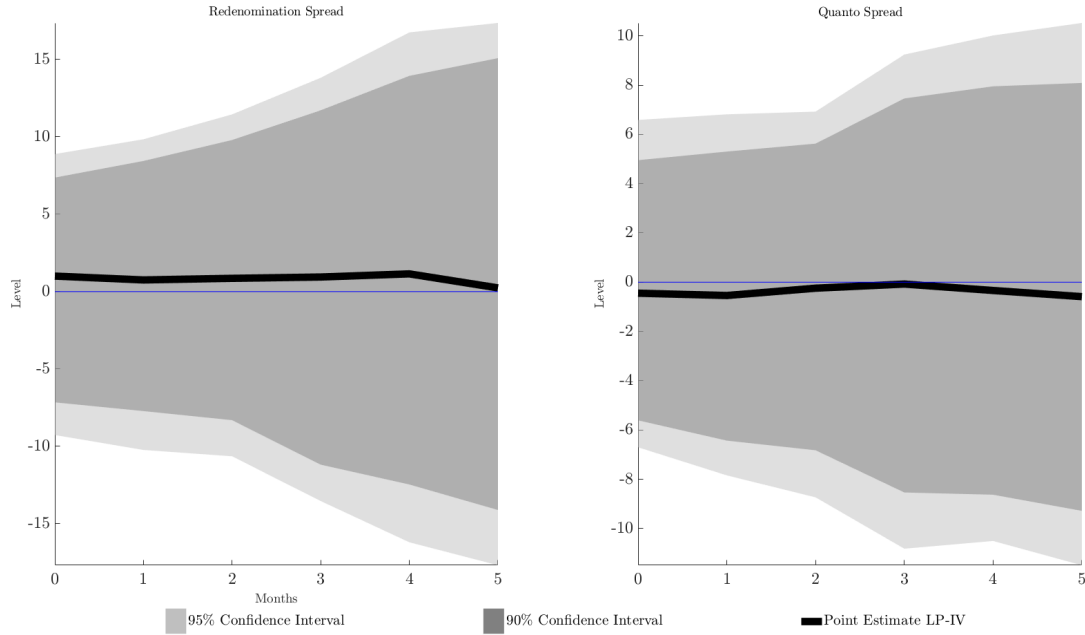 Redenomination Spread
15
10
5
0
-5
-10
-15
Level
0 1 2 3 4 5
Months
Quanto Spread
10
8
6
4
2
0
-2
-4
-6
-8
-10
Level
0 1 2 3 4 5
95% Confidence Interval
90% Confidence Interval
Point Estimate LP-IV